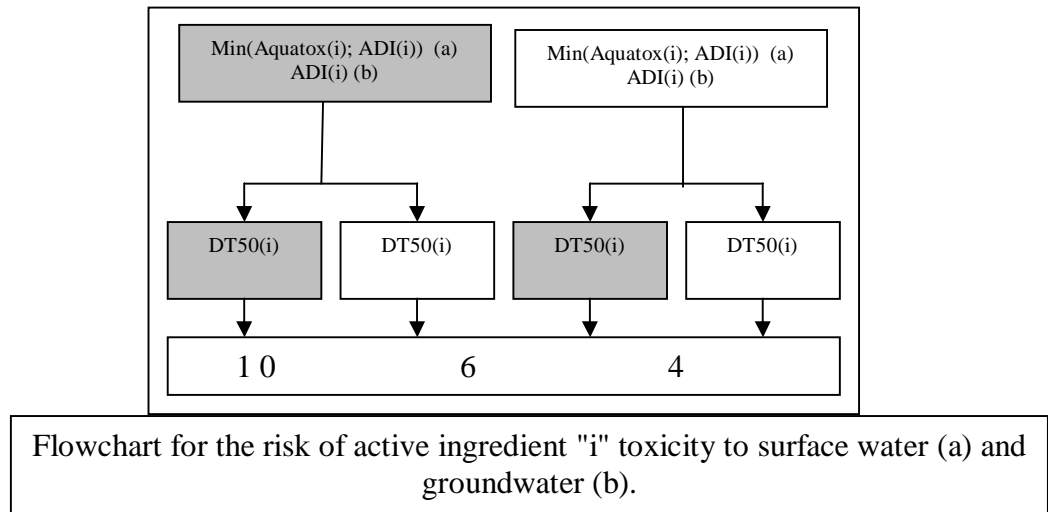 Min(Aquatox(i); ADI(i)) (a)
ADI(i) (b)
Min(Aquatox(i); ADI(i)) (a)
ADI(i) (b)
DT50(i)
DT50(i)
DT50(i)
DT50(i)
1 0 6 4
Flowchart for the risk of active ingredient "i" toxicity to surface water (a) and
groundwater (b).